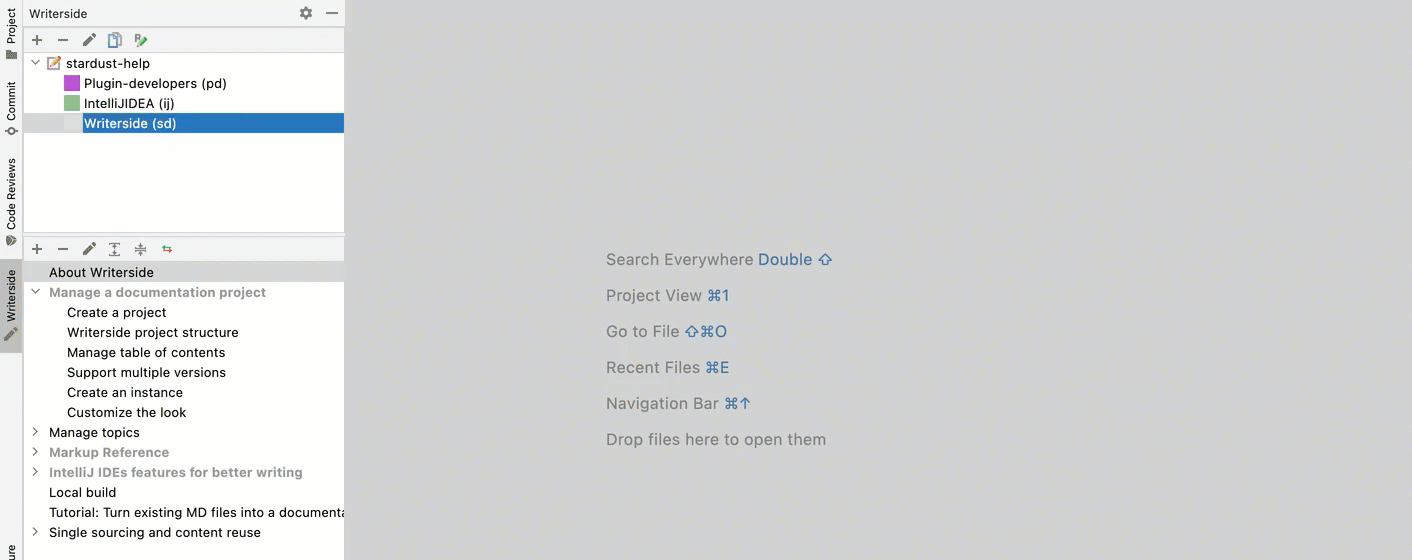 Writerside
stardust-help
Plugin-developers (pd)
IntelliJIDEA (ij)
Writerside (sd)
About Writerside
Manage a documentation project
Create a project
Writerside project structure
Manage table of contents
Support multiple versions
Create an instance
Customize the look
Manage topics
Markup Reference
IntelliJ IDEs features for better writing
Local build
Tutorial: Turn existing MD files into a documenta
Single sourcing and content reuse
Project
Commit
Code Reviews
Writerside
ure
Search Everywhere Double ⇧
Project View ⌘1
Go to File ⇧⌘O
Recent Files ⌘E
Navigation Bar ⌘↑
Drop files here to open them